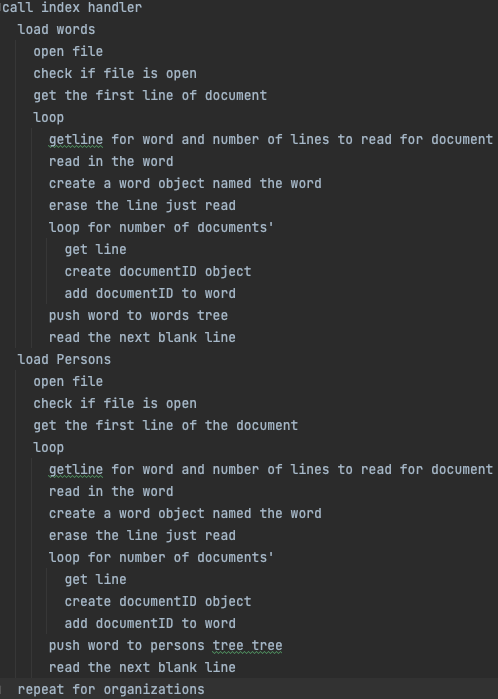 call index handler
load words
open file
check if file is open
get the first line of document
loop
getline for word and number of lines to read for document
read in the word
create a word object named the word
erase the line just read
loop for number of documents'
get line
create documentID object
add documentID to word
push word to words tree
read the next blank line
load Persons
open file
check if file is open
get the first line of the document
loop
getline for word and number of lines to read for document
read in the word
create a word object named the word
erase the line just read
loop for number of documents'
get line
create documentID object
add documentID to word
push word to persons tree tree
read the next blank line
repeat for organizations